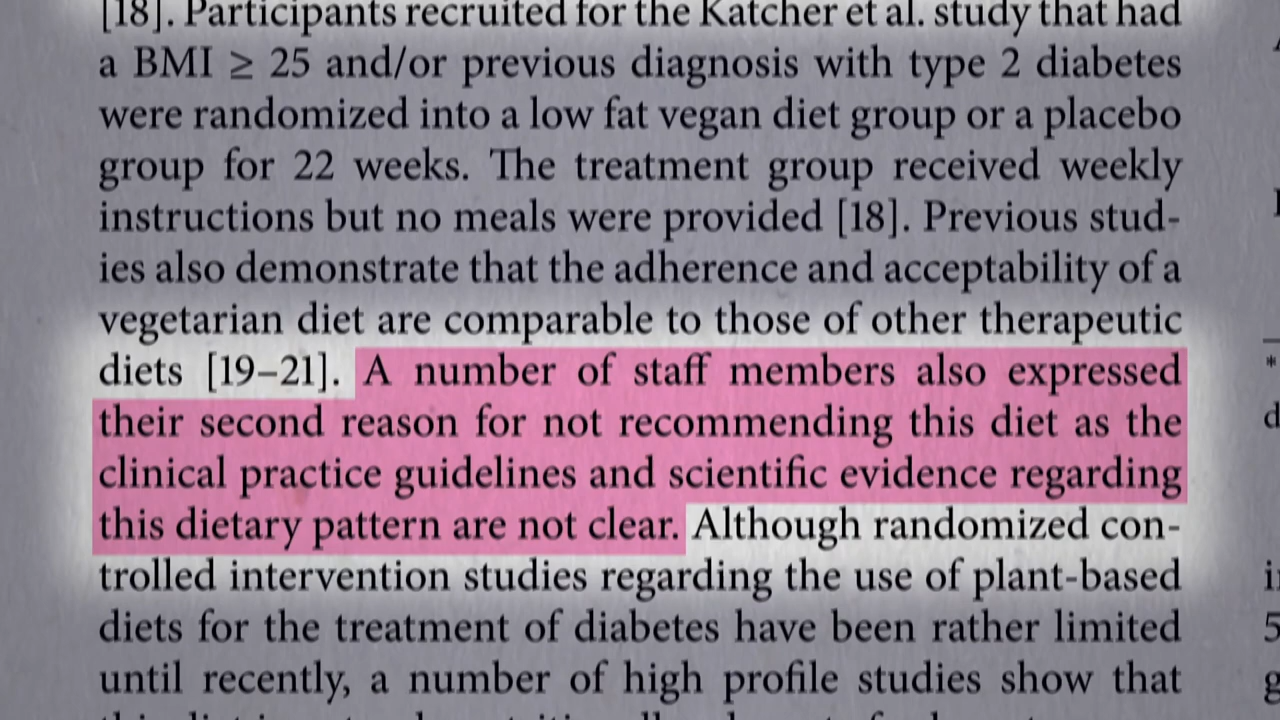 [18]. Participants recruited for the Katcher et al. study that had
a BMI ≥ 25 and/or previous diagnosis with type 2 diabetes
were randomized into a low fat vegan diet group or a placebo
group for 22 weeks. The treatment group received weekly
instructions but no meals were provided [18]. Previous stud-
ies also demonstrate that the adherence and acceptability of a
vegetarian diet are comparable to those of other therapeutic
diets [19–21]. A number of staff members also expressed
their second reason for not recommending this diet as the
clinical practice guidelines and scientific evidence regarding
this dietary pattern are not clear. Although randomized con-
trolled intervention studies regarding the use of plant-based
diets for the treatment of diabetes have been rather limited
until recently, a number of high profile studies show that